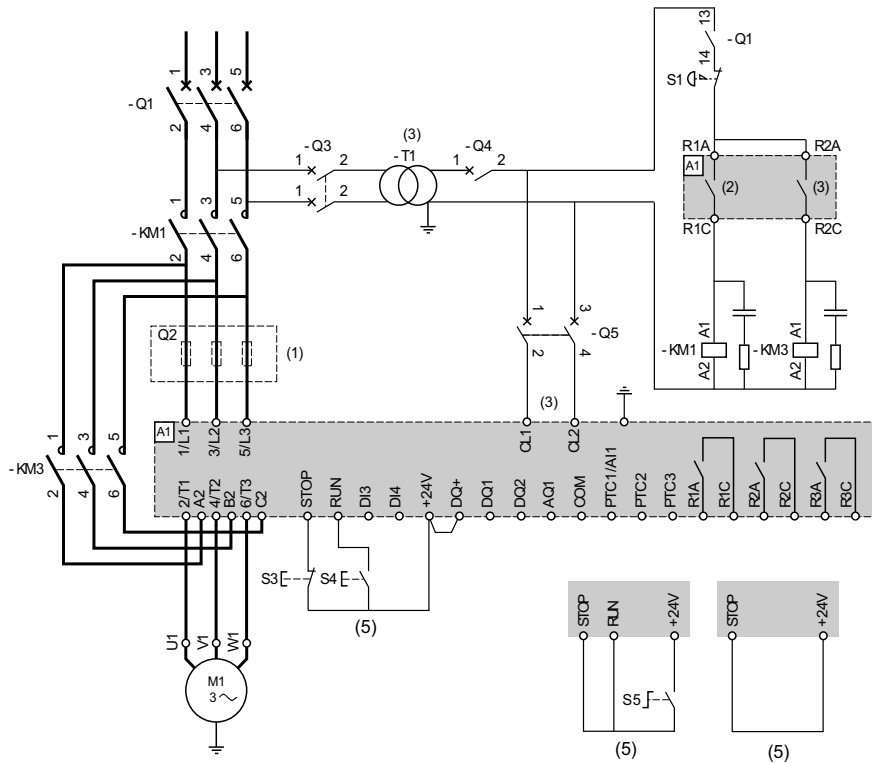 1 3 5
-Q1
2 4 6
13
-Q1
14
S1
-Q3
1 2
1 2
(3)
-T1
-Q4
1 2
R1A R2A
A1
(2) (3)
R1C R2C
1 3 5
-KM1
2 4 6
Q2
(1)
1 3
-Q5
2 4
-KM1 A1 A2
-KM3 A1 A2
(3)
A1
1/L1 3/L2 5/L3 CL1 CL2
1 3 5
-KM3
2 4 6
2/T1 A2 4/T2 B2 6/T3 C2 STOP RUN DI3 DI4 +24V DQ+ DQ1 DQ2 AQ1 COM PTC1/AI1 PTC2 PTC3 R1A R1C R2A R2C R3A R3C
S3 S4
(5)
U1 V1 W1
M1
3
STOP RUN +24V
S5
(5)
STOP +24V
(5)